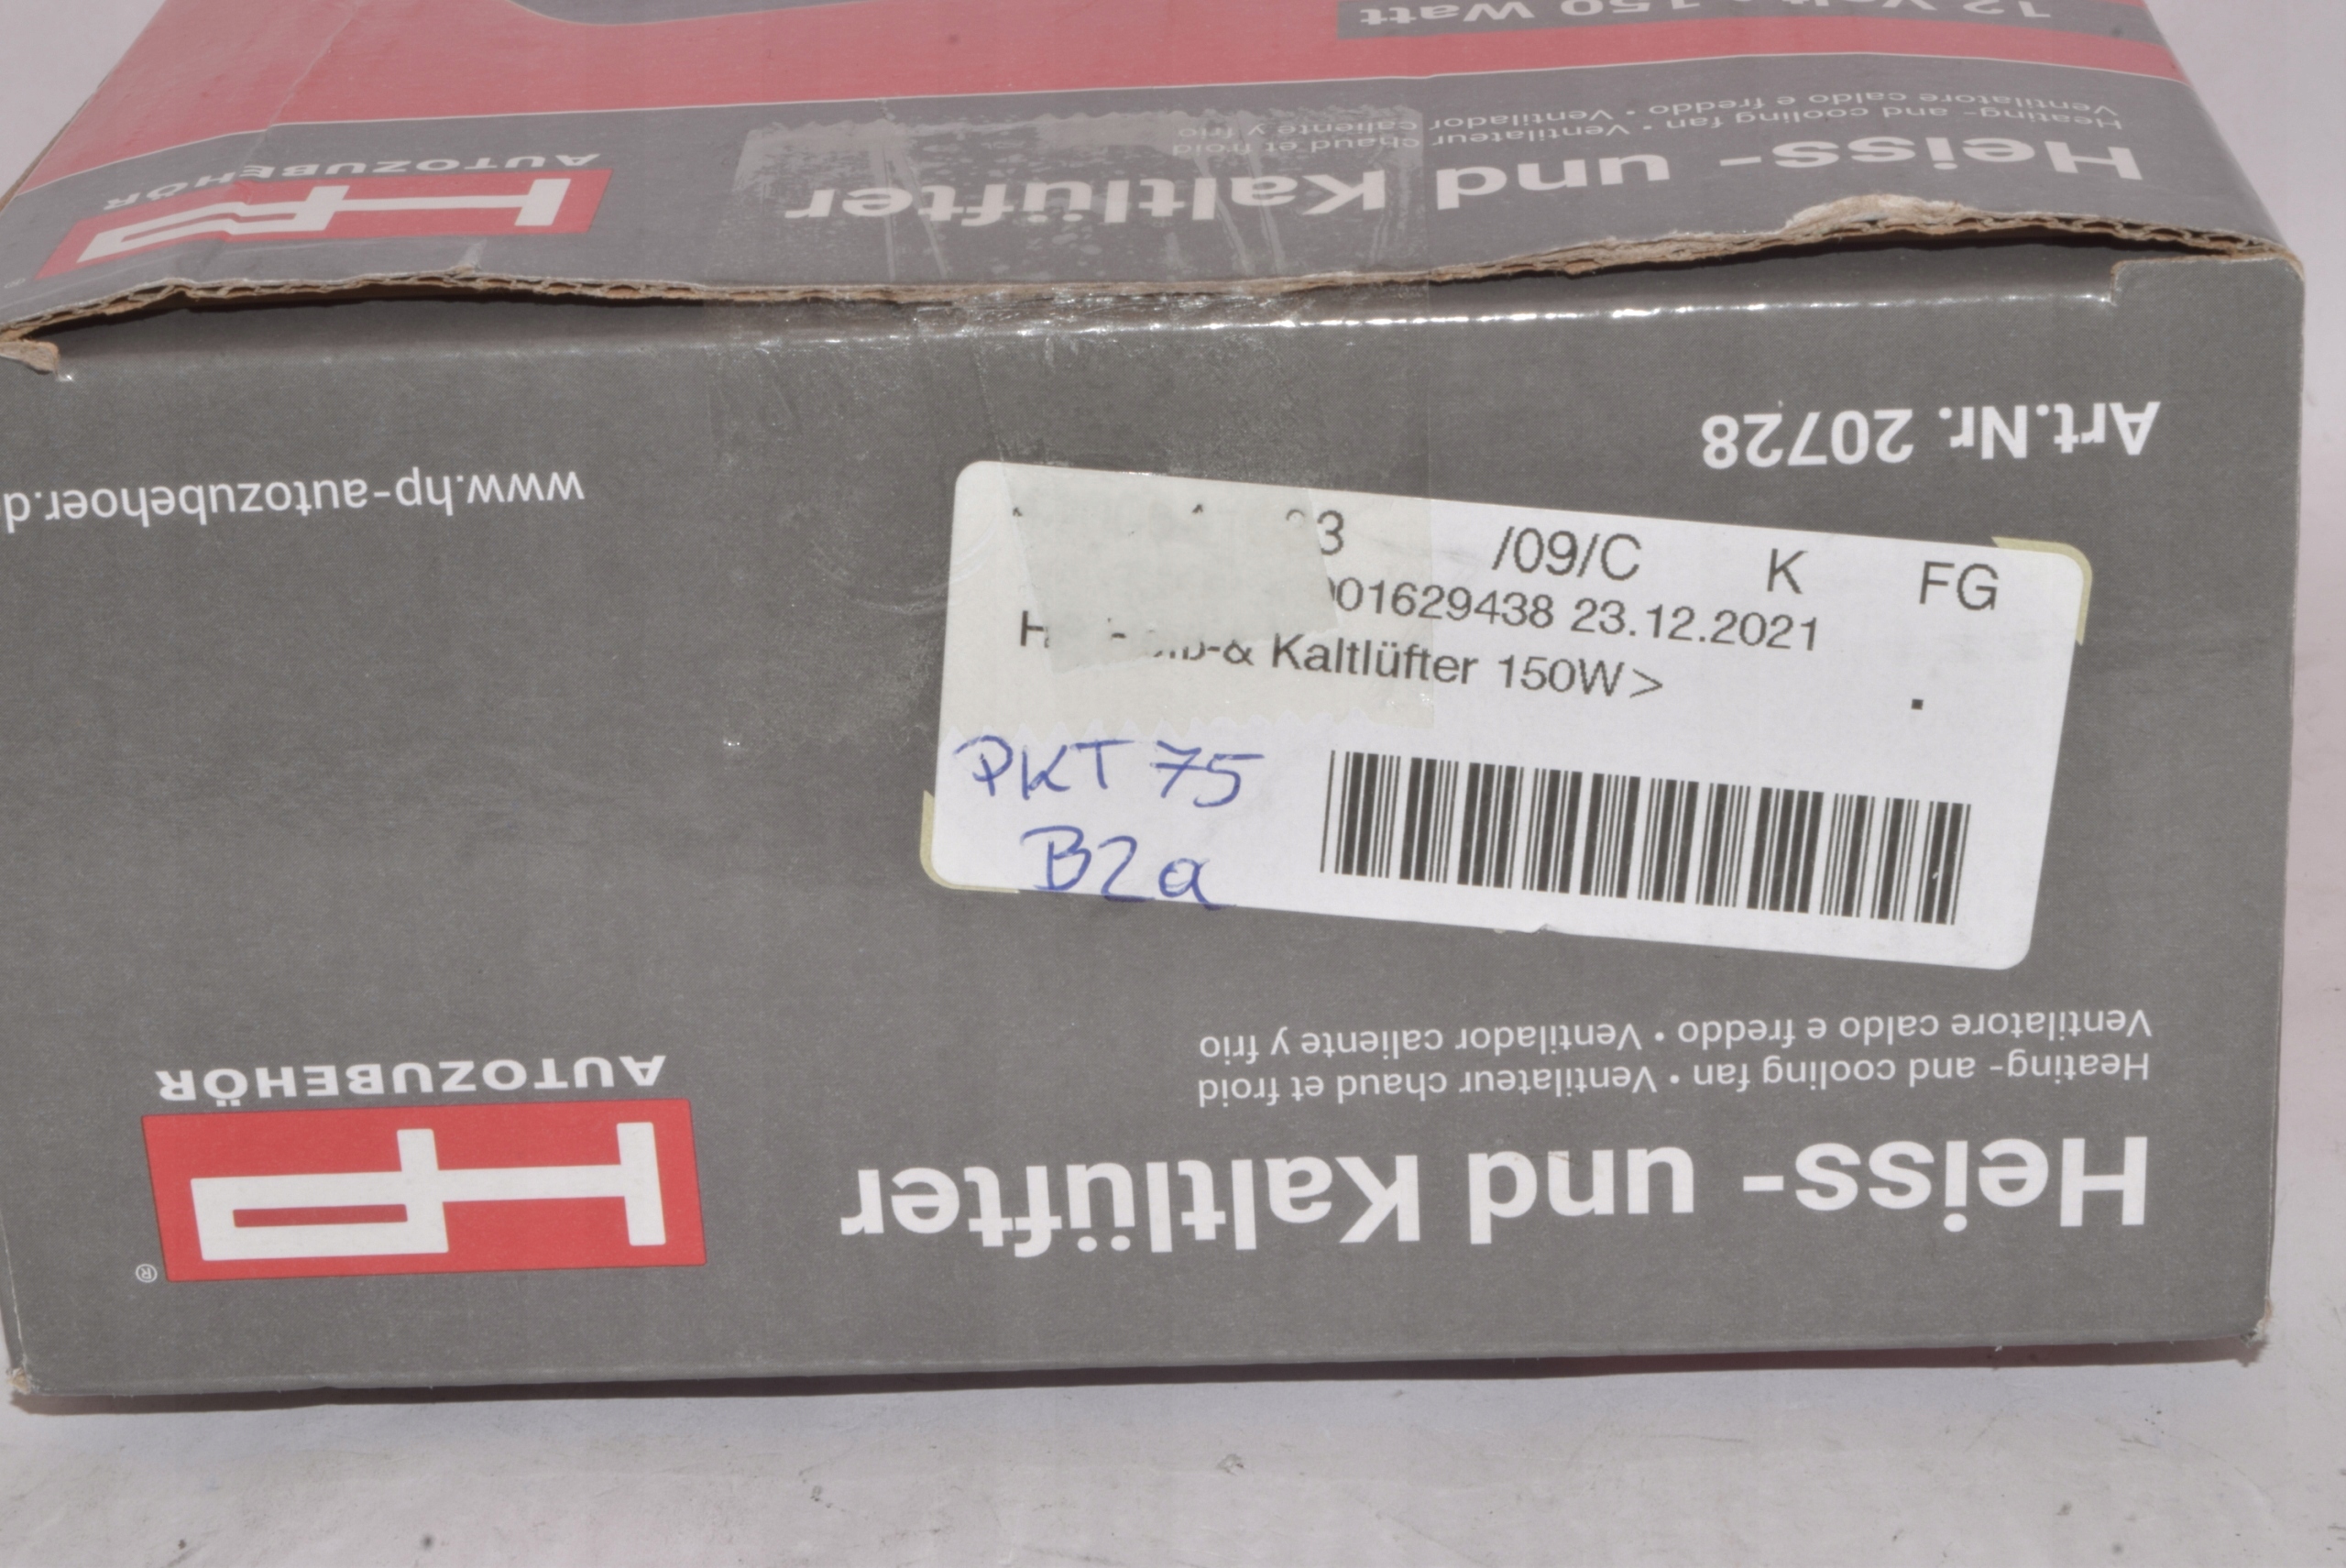 12 Volt 150 Watt
Heiss- und Kaltlüfter
Heating- and cooling fan • Ventilateur chaud et froid
Ventilatore caldo e freddo • Ventilador caliente y frio
HP
AUTOZUBEHÖR
®
Art.Nr. 20728
www.hp-autozubehoer.d
3 /09/C K FG
01629438 23.12.2021
-& Kaltlüfter 150W>
.
PKT 75
B2a
Heiss- und Kaltlüfter
Heating- and cooling fan • Ventilateur chaud et froid
Ventilatore caldo e freddo • Ventilador caliente y frio
HP
AUTOZUBEHÖR
®